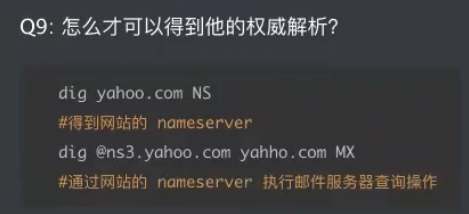 Q9: 怎么才可以得到他的权威解析?
dig yahoo.com NS
#得到网站的 nameserver
dig @ns3.yahoo.com yahho.com MX
#通过网站的 nameserver 执行邮件服务器查询操作